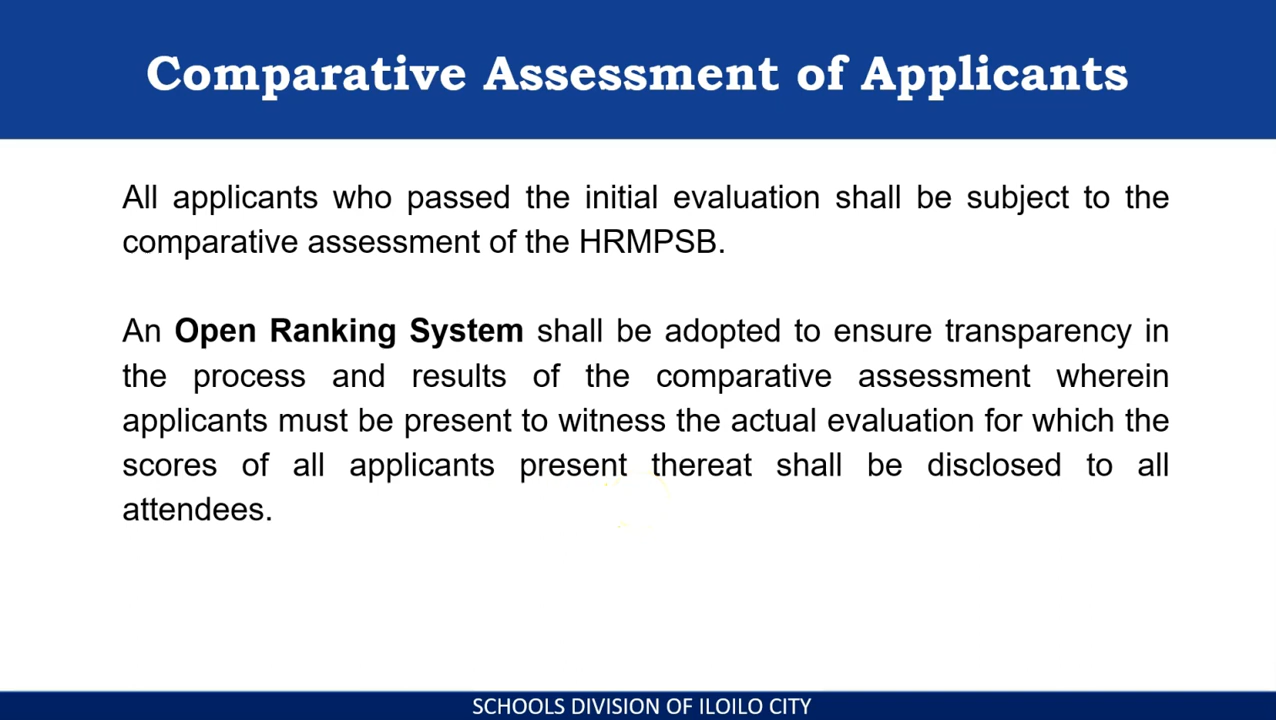 Comparative Assessment of Applicants
All applicants who passed the initial evaluation shall be subject to the
comparative assessment of the HRMPSB.
An Open Ranking System shall be adopted to ensure transparency in
the process and results of the comparative assessment wherein
applicants must be present to witness the actual evaluation for which the
scores of all applicants present thereat shall be disclosed to all
attendees.
SCHOOLS DIVISION OF ILOILO CITY